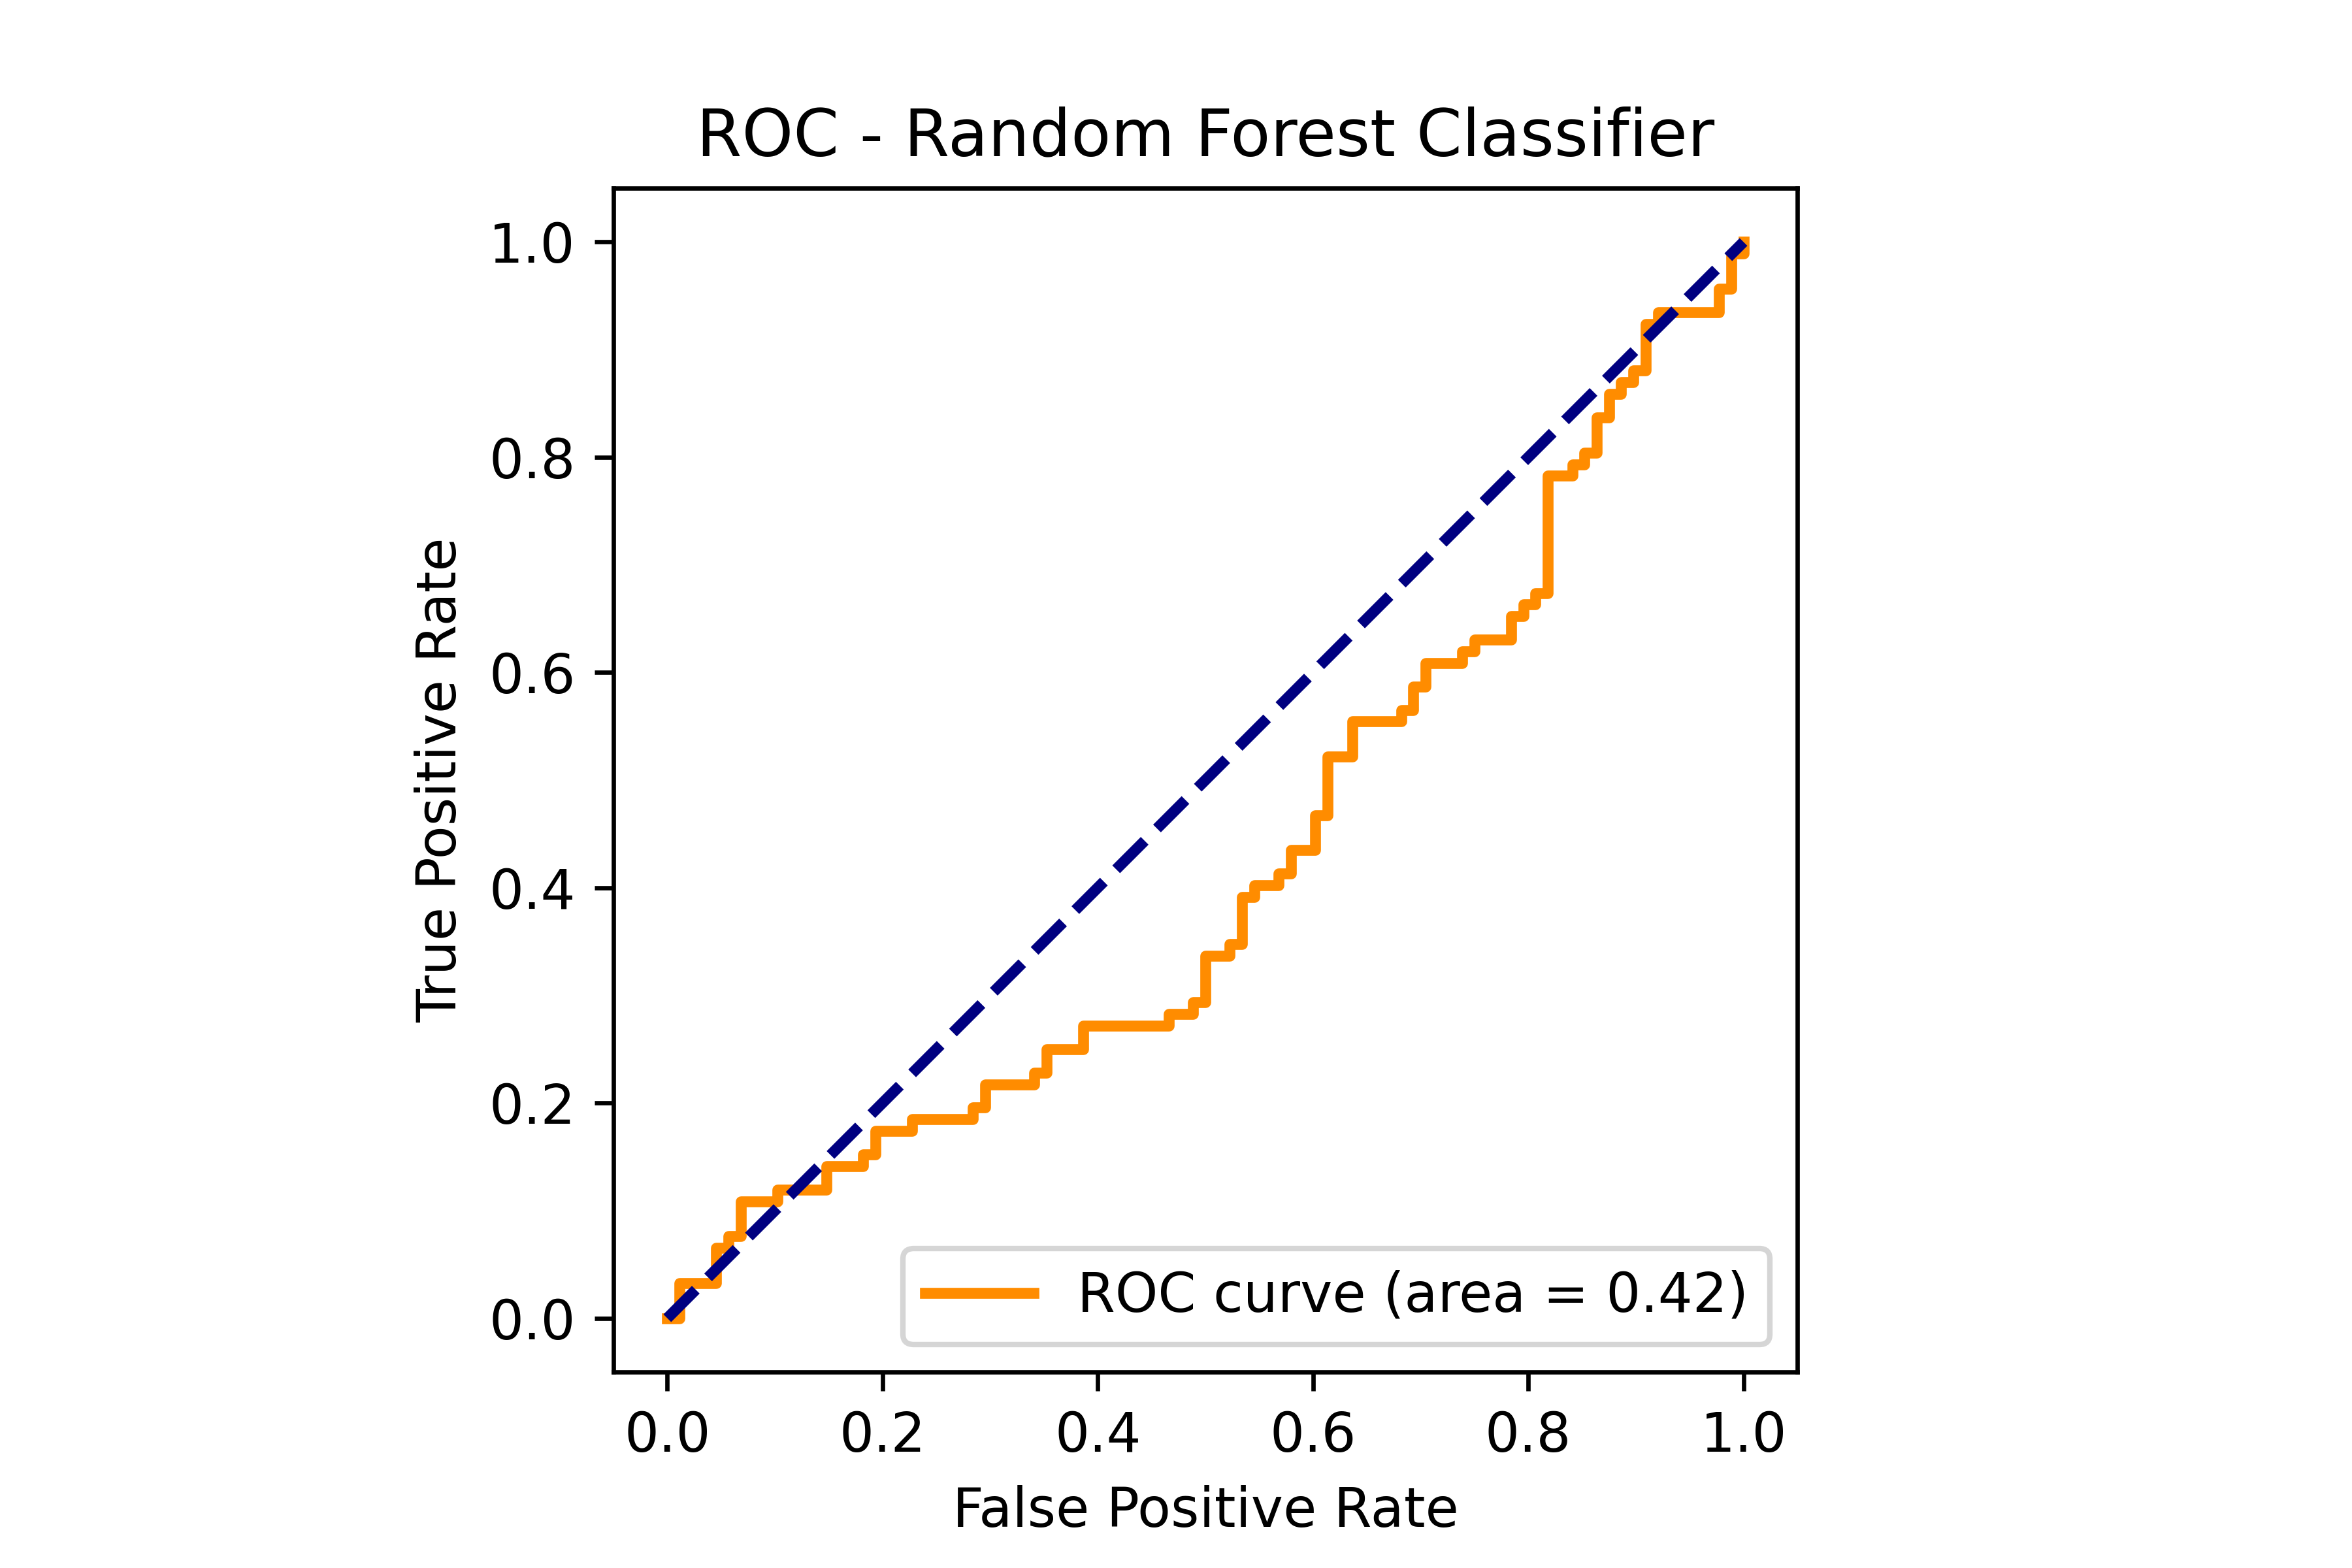 ROC - Random Forest Classifier
True Positive Rate
1.0
0.8
0.6
0.4
0.2
0.0
ROC curve (area = 0.42)
0.0 0.2 0.4 0.6 0.8 1.0
False Positive Rate